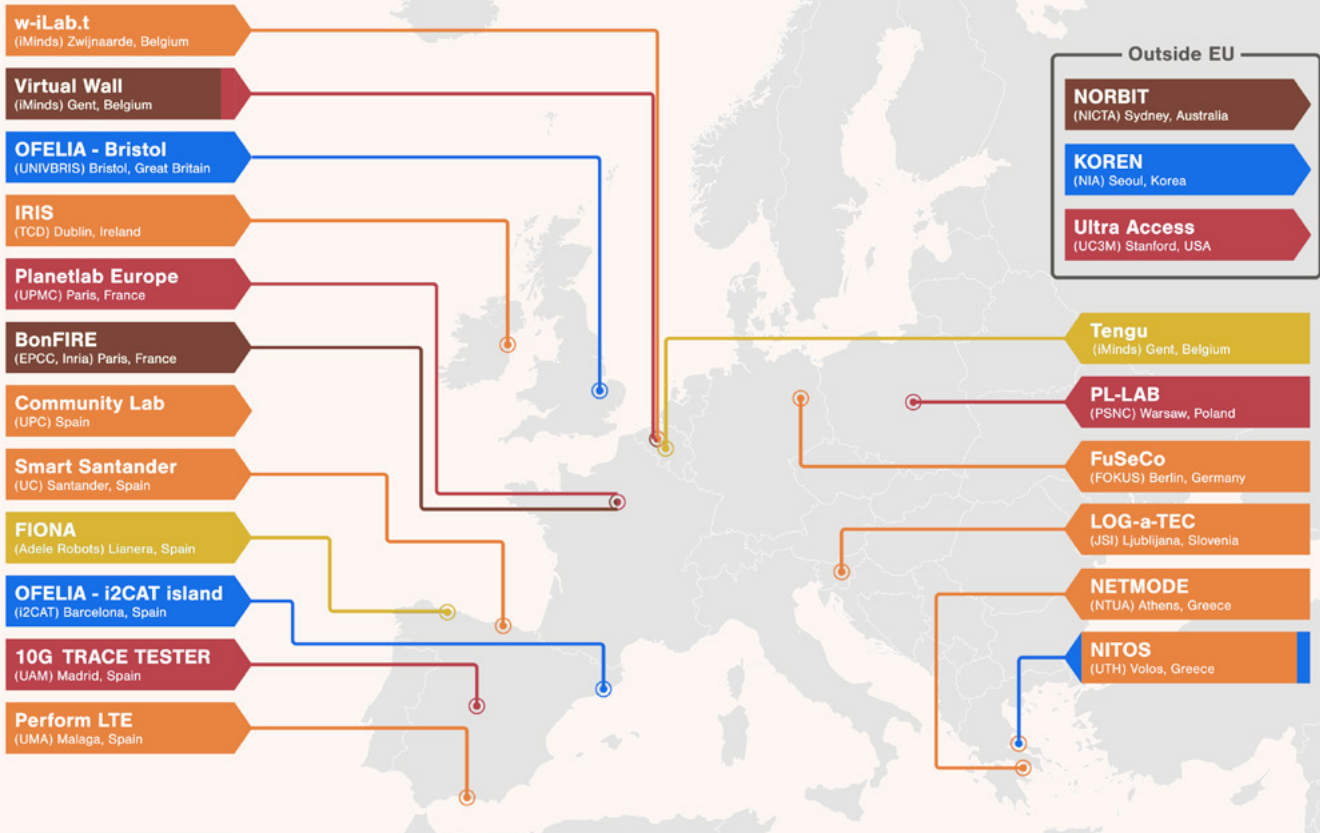 w-iLab.t
(iMinds) Zwijnaarde, Belgium
Virtual Wall
(iMinds) Gent, Belgium
OFELIA - Bristol
(UNIVBRIS) Bristol, Great Britain
IRIS
(TCD) Dublin, Ireland
Planetlab Europe
(UPMC) Paris, France
BonFIRE
(EPCC, Inria) Paris, France
Community Lab
(UPC) Spain
Smart Santander
(UC) Santander, Spain
FIONA
(Adele Robots) Lianera, Spain
OFELIA - i2CAT island
(i2CAT) Barcelona, Spain
10G TRACE TESTER
(UAM) Madrid, Spain
Perform LTE
(UMA) Malaga, Spain
Outside EU
NORBIT
(NICTA) Sydney, Australia
KOREN
(NIA) Seoul, Korea
Ultra Access
(UC3M) Stanford, USA
Tengu
(iMinds) Gent, Belgium
PL-LAB
(PSNC) Warsaw, Poland
FuSeCo
(FOKUS) Berlin, Germany
LOG-a-TEC
(JSI) Ljublijana, Slovenia
NETMODE
(NTUA) Athens, Greece
NITOS
(UTH) Volos, Greece